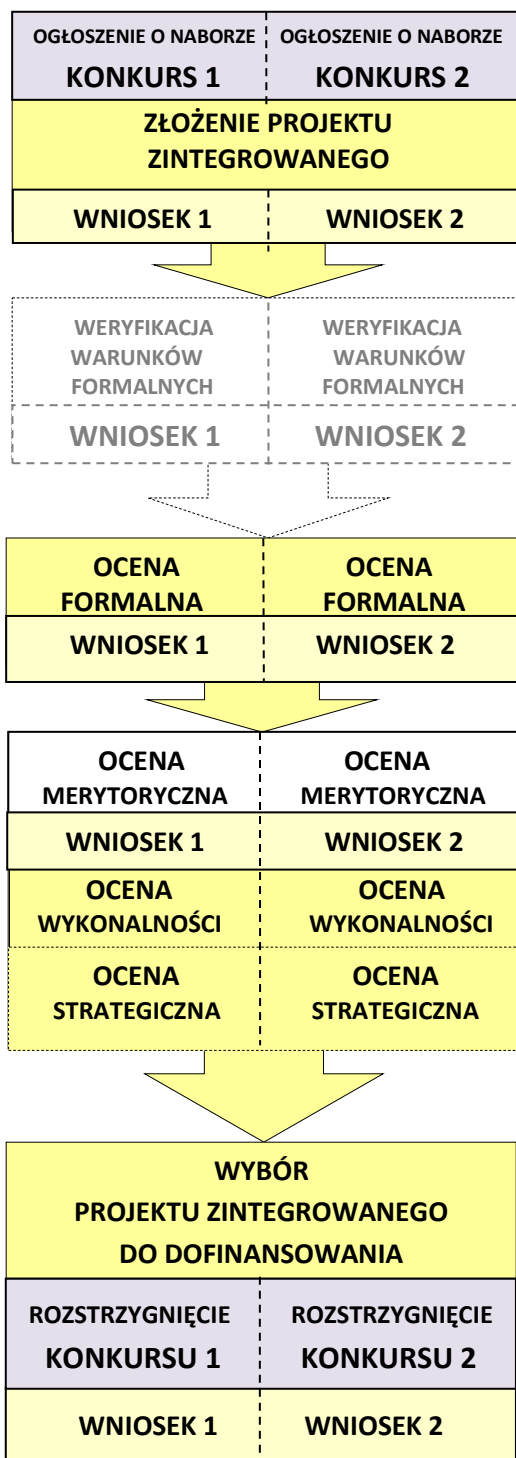 OGŁOSZENIE O NABORZE OGŁOSZENIE O NABORZE
KONKURS 1 KONKURS 2
ZŁOŻENIE PROJEKTU
ZINTEGROWANEGO
WNIOSEK 1 WNIOSEK 2
WERYFIKACJA WERYFIKACJA
WARUNKÓW WARUNKÓW
FORMALNYCH FORMALNYCH
WNIOSEK 1 WNIOSEK 2
OCENA OCENA
FORMALNA FORMALNA
WNIOSEK 1 WNIOSEK 2
OCENA OCENA
MERYTORYCZNA MERYTORYCZNA
WNIOSEK 1 WNIOSEK 2
OCENA OCENA
WYKONALNOŚCI WYKONALNOŚCI
OCENA OCENA
STRATEGICZNA STRATEGICZNA
WYBÓR
PROJEKTU ZINTEGROWANEGO
DO DOFINANSOWANIA
ROZSTRZYGNIĘCIE ROZSTRZYGNIĘCIE
KONKURSU 1 KONKURSU 2
WNIOSEK 1 WNIOSEK 2